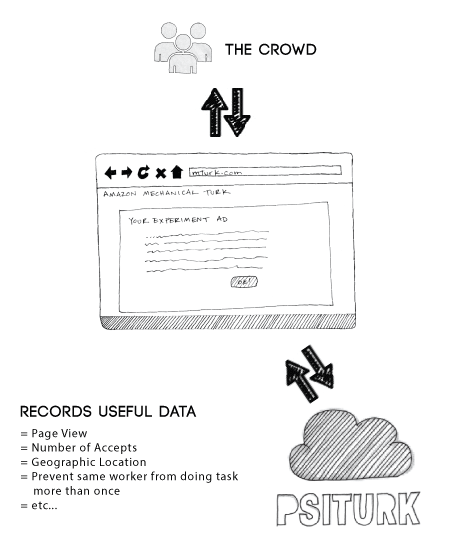 THE CROWD
mTurk.com
AMAZON MECHANICAL TURK
YOUR EXPERIMENT AD
OK!
RECORDS USEFUL DATA
= Page View
= Number of Accepts
= Geographic Location
= Prevent same worker from doing task
more than once
= etc...
PSITURK